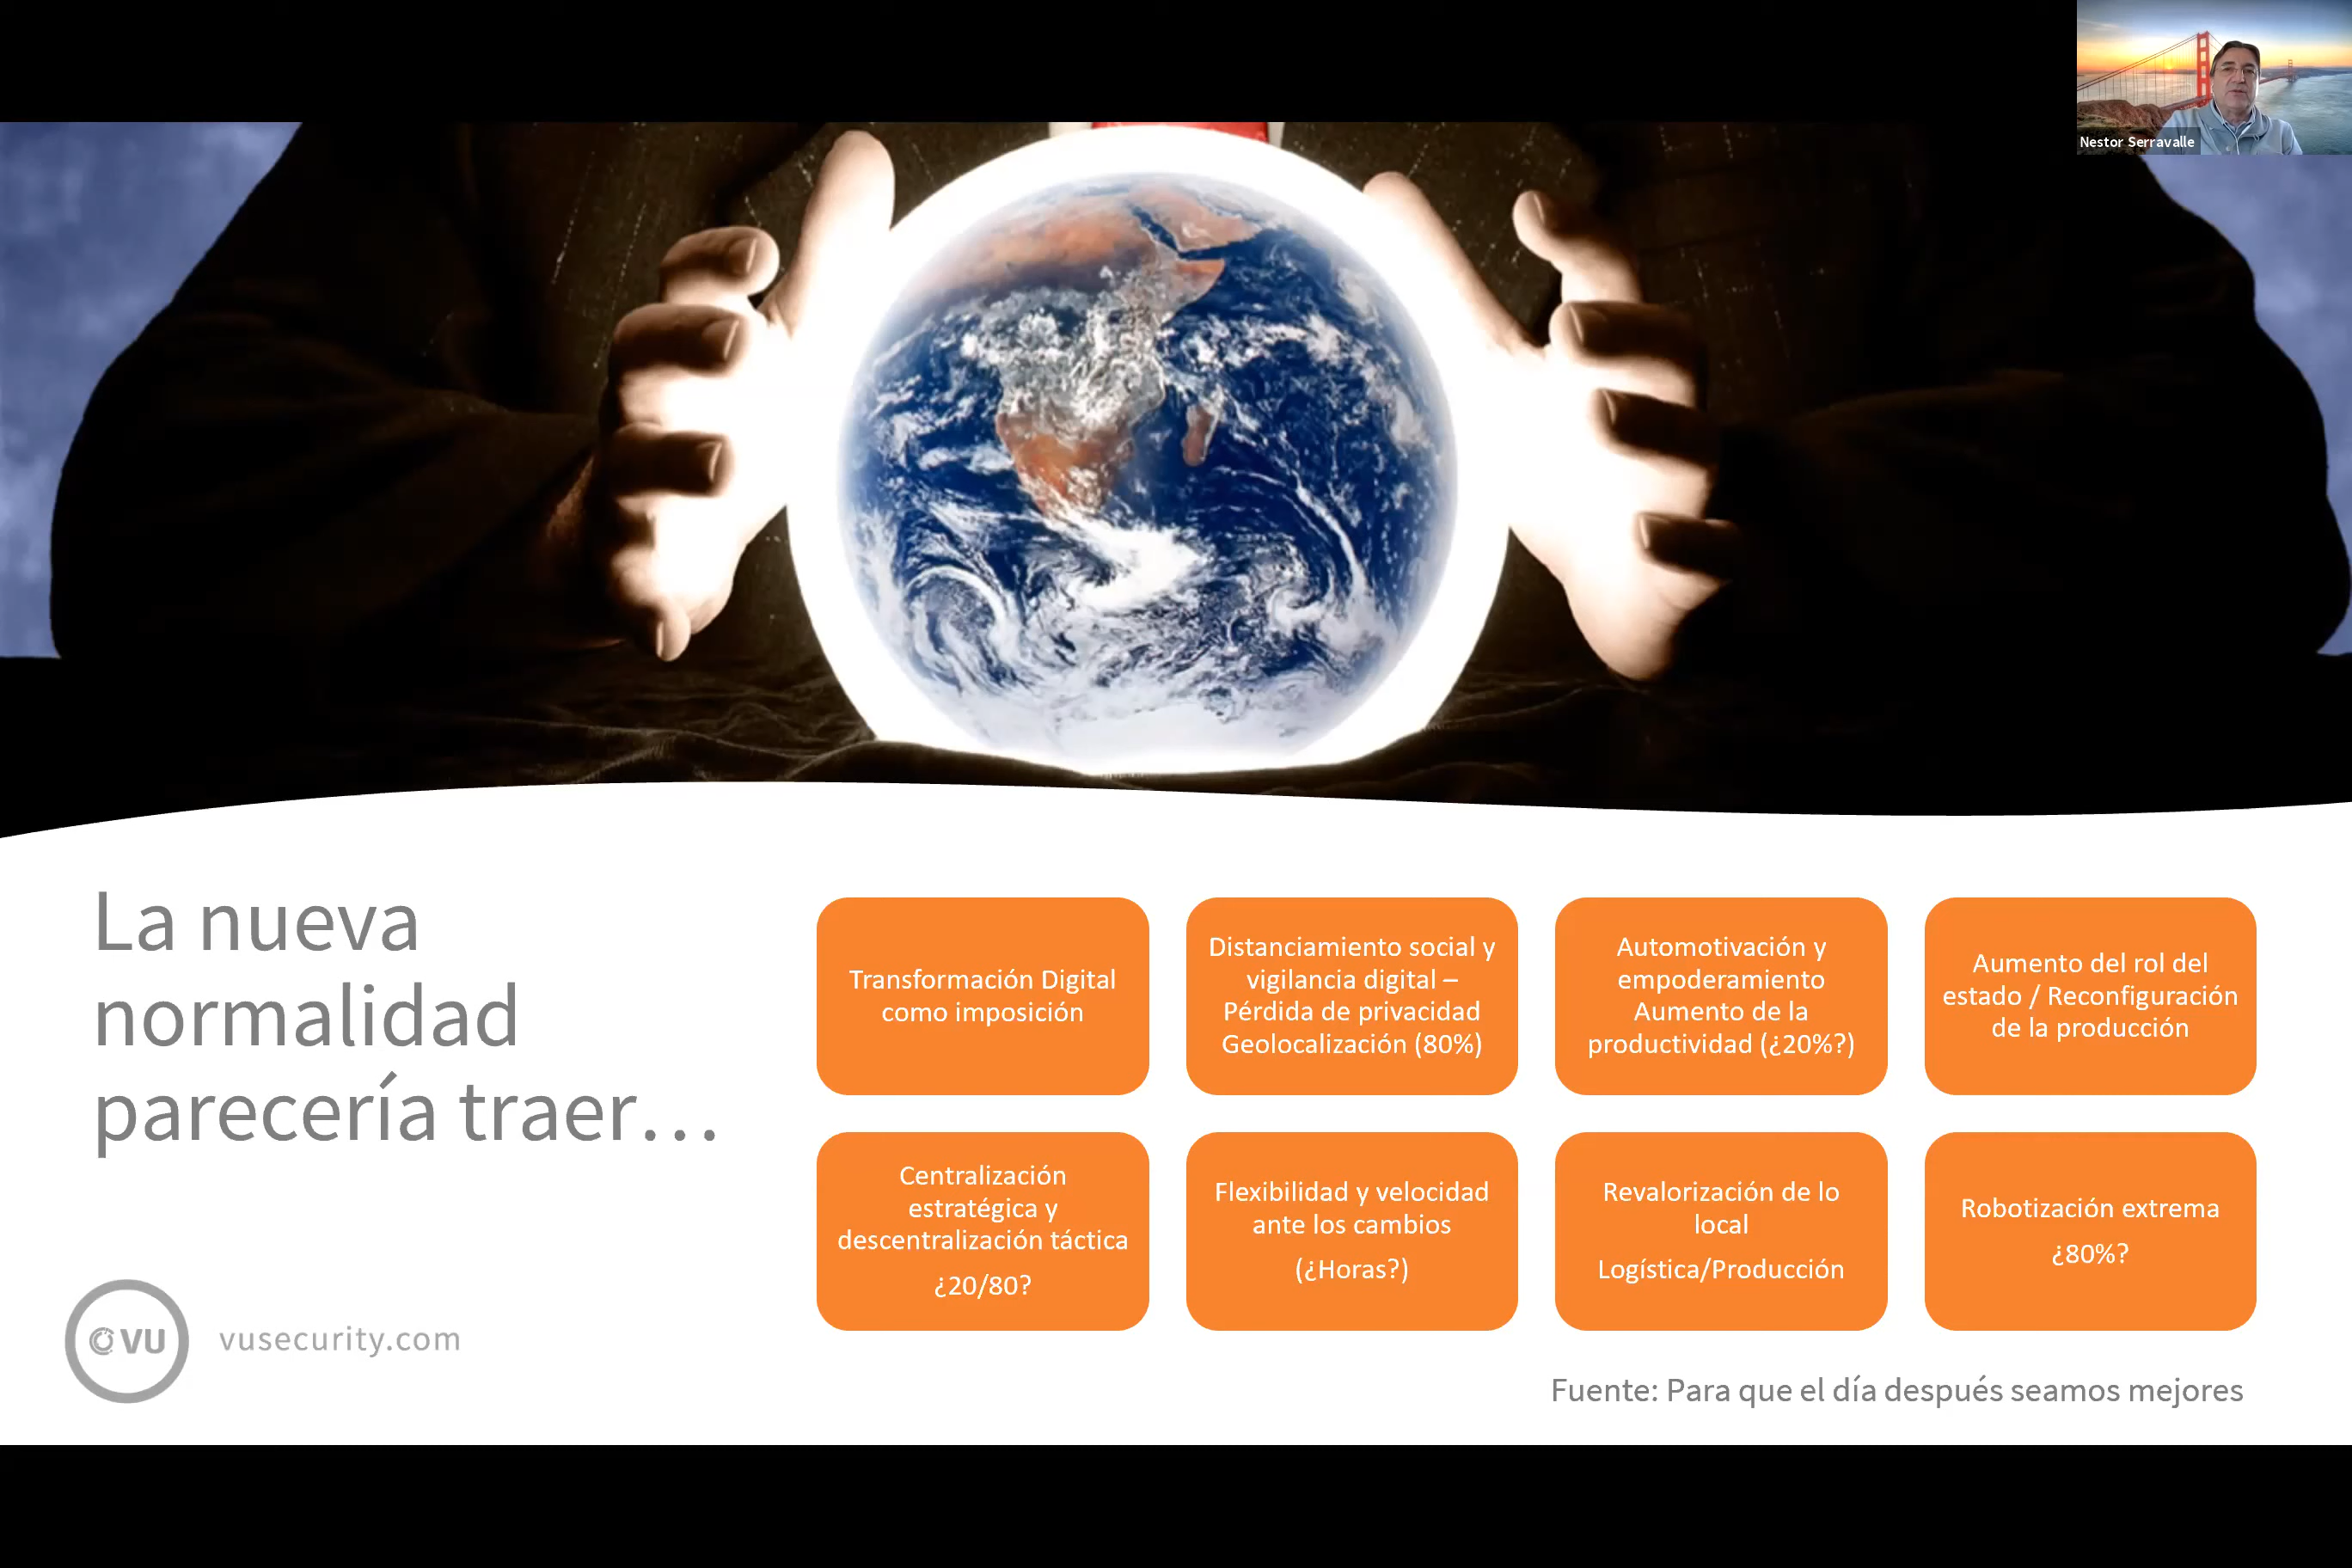 Nestor Serravalle
La nueva
normalidad
parecería traer...
Transformación Digital
como imposición
Distanciamiento social y
vigilancia digital –
Pérdida de privacidad
Geolocalización (80%)
Automotivación y
empoderamiento
Aumento de la
productividad (¿20%?)
Aumento del rol del
estado / Reconfiguración
de la producción
Centralización
estratégica y
descentralización táctica
¿20/80?
Flexibilidad y velocidad
ante los cambios
(¿Horas?)
Revalorización de lo
local
Logística/Producción
Robotización extrema
¿80%?
VU
vusecurity.com
Fuente: Para que el día después seamos mejores